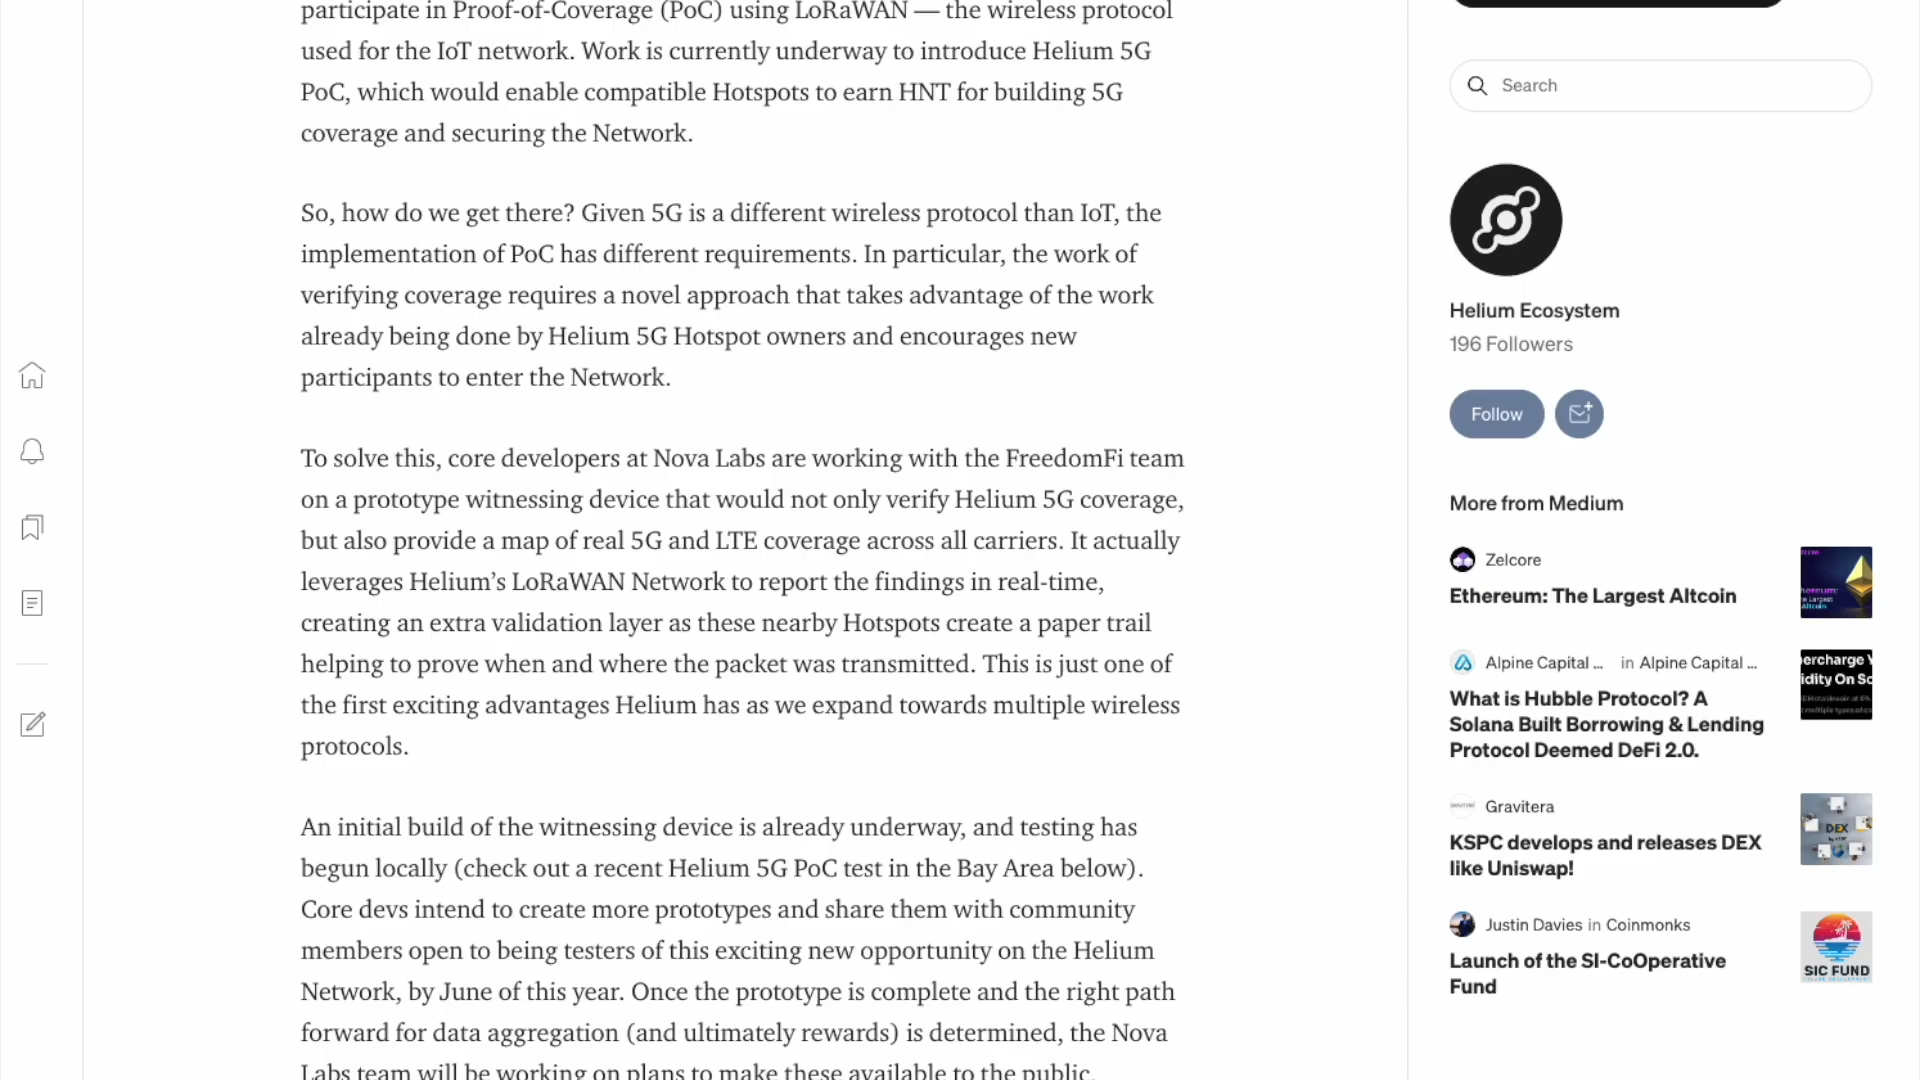 participate in Proof-of-Coverage (PoC) using LoRaWAN — the wireless protocol
used for the IoT network. Work is currently underway to introduce Helium 5G
PoC, which would enable compatible Hotspots to earn HNT for building 5G
coverage and securing the Network.
So, how do we get there? Given 5G is a different wireless protocol than IoT, the
implementation of PoC has different requirements. In particular, the work of
verifying coverage requires a novel approach that takes advantage of the work
already being done by Helium 5G Hotspot owners and encourages new
participants to enter the Network.
To solve this, core developers at Nova Labs are working with the FreedomFi team
on a prototype witnessing device that would not only verify Helium 5G coverage,
but also provide a map of real 5G and LTE coverage across all carriers. It actually
leverages Helium’s LoRaWAN Network to report the findings in real-time,
creating an extra validation layer as these nearby Hotspots create a paper trail
helping to prove when and where the packet was transmitted. This is just one of
the first exciting advantages Helium has as we expand towards multiple wireless
protocols.
An initial build of the witnessing device is already underway, and testing has
begun locally (check out a recent Helium 5G PoC test in the Bay Area below).
Core devs intend to create more prototypes and share them with community
members open to being testers of this exciting new opportunity on the Helium
Network, by June of this year. Once the prototype is complete and the right path
forward for data aggregation (and ultimately rewards) is determined, the Nova
Labs team will be working on plans to make these available to the public.
Search
Helium Ecosystem
196 Followers
Follow
More from Medium
Zelcore
Ethereum: The Largest Altcoin
Alpine Capital ... in Alpine Capital ...
What is Hubble Protocol? A
Solana Built Borrowing & Lending
Protocol Deemed DeFi 2.0.
ercharge Y
idity On So
Gravitera
KSPC develops and releases DEX
like Uniswap!
DEX
Justin Davies in Coinmonks
Launch of the SI-CoOperative
Fund
SIC FUND